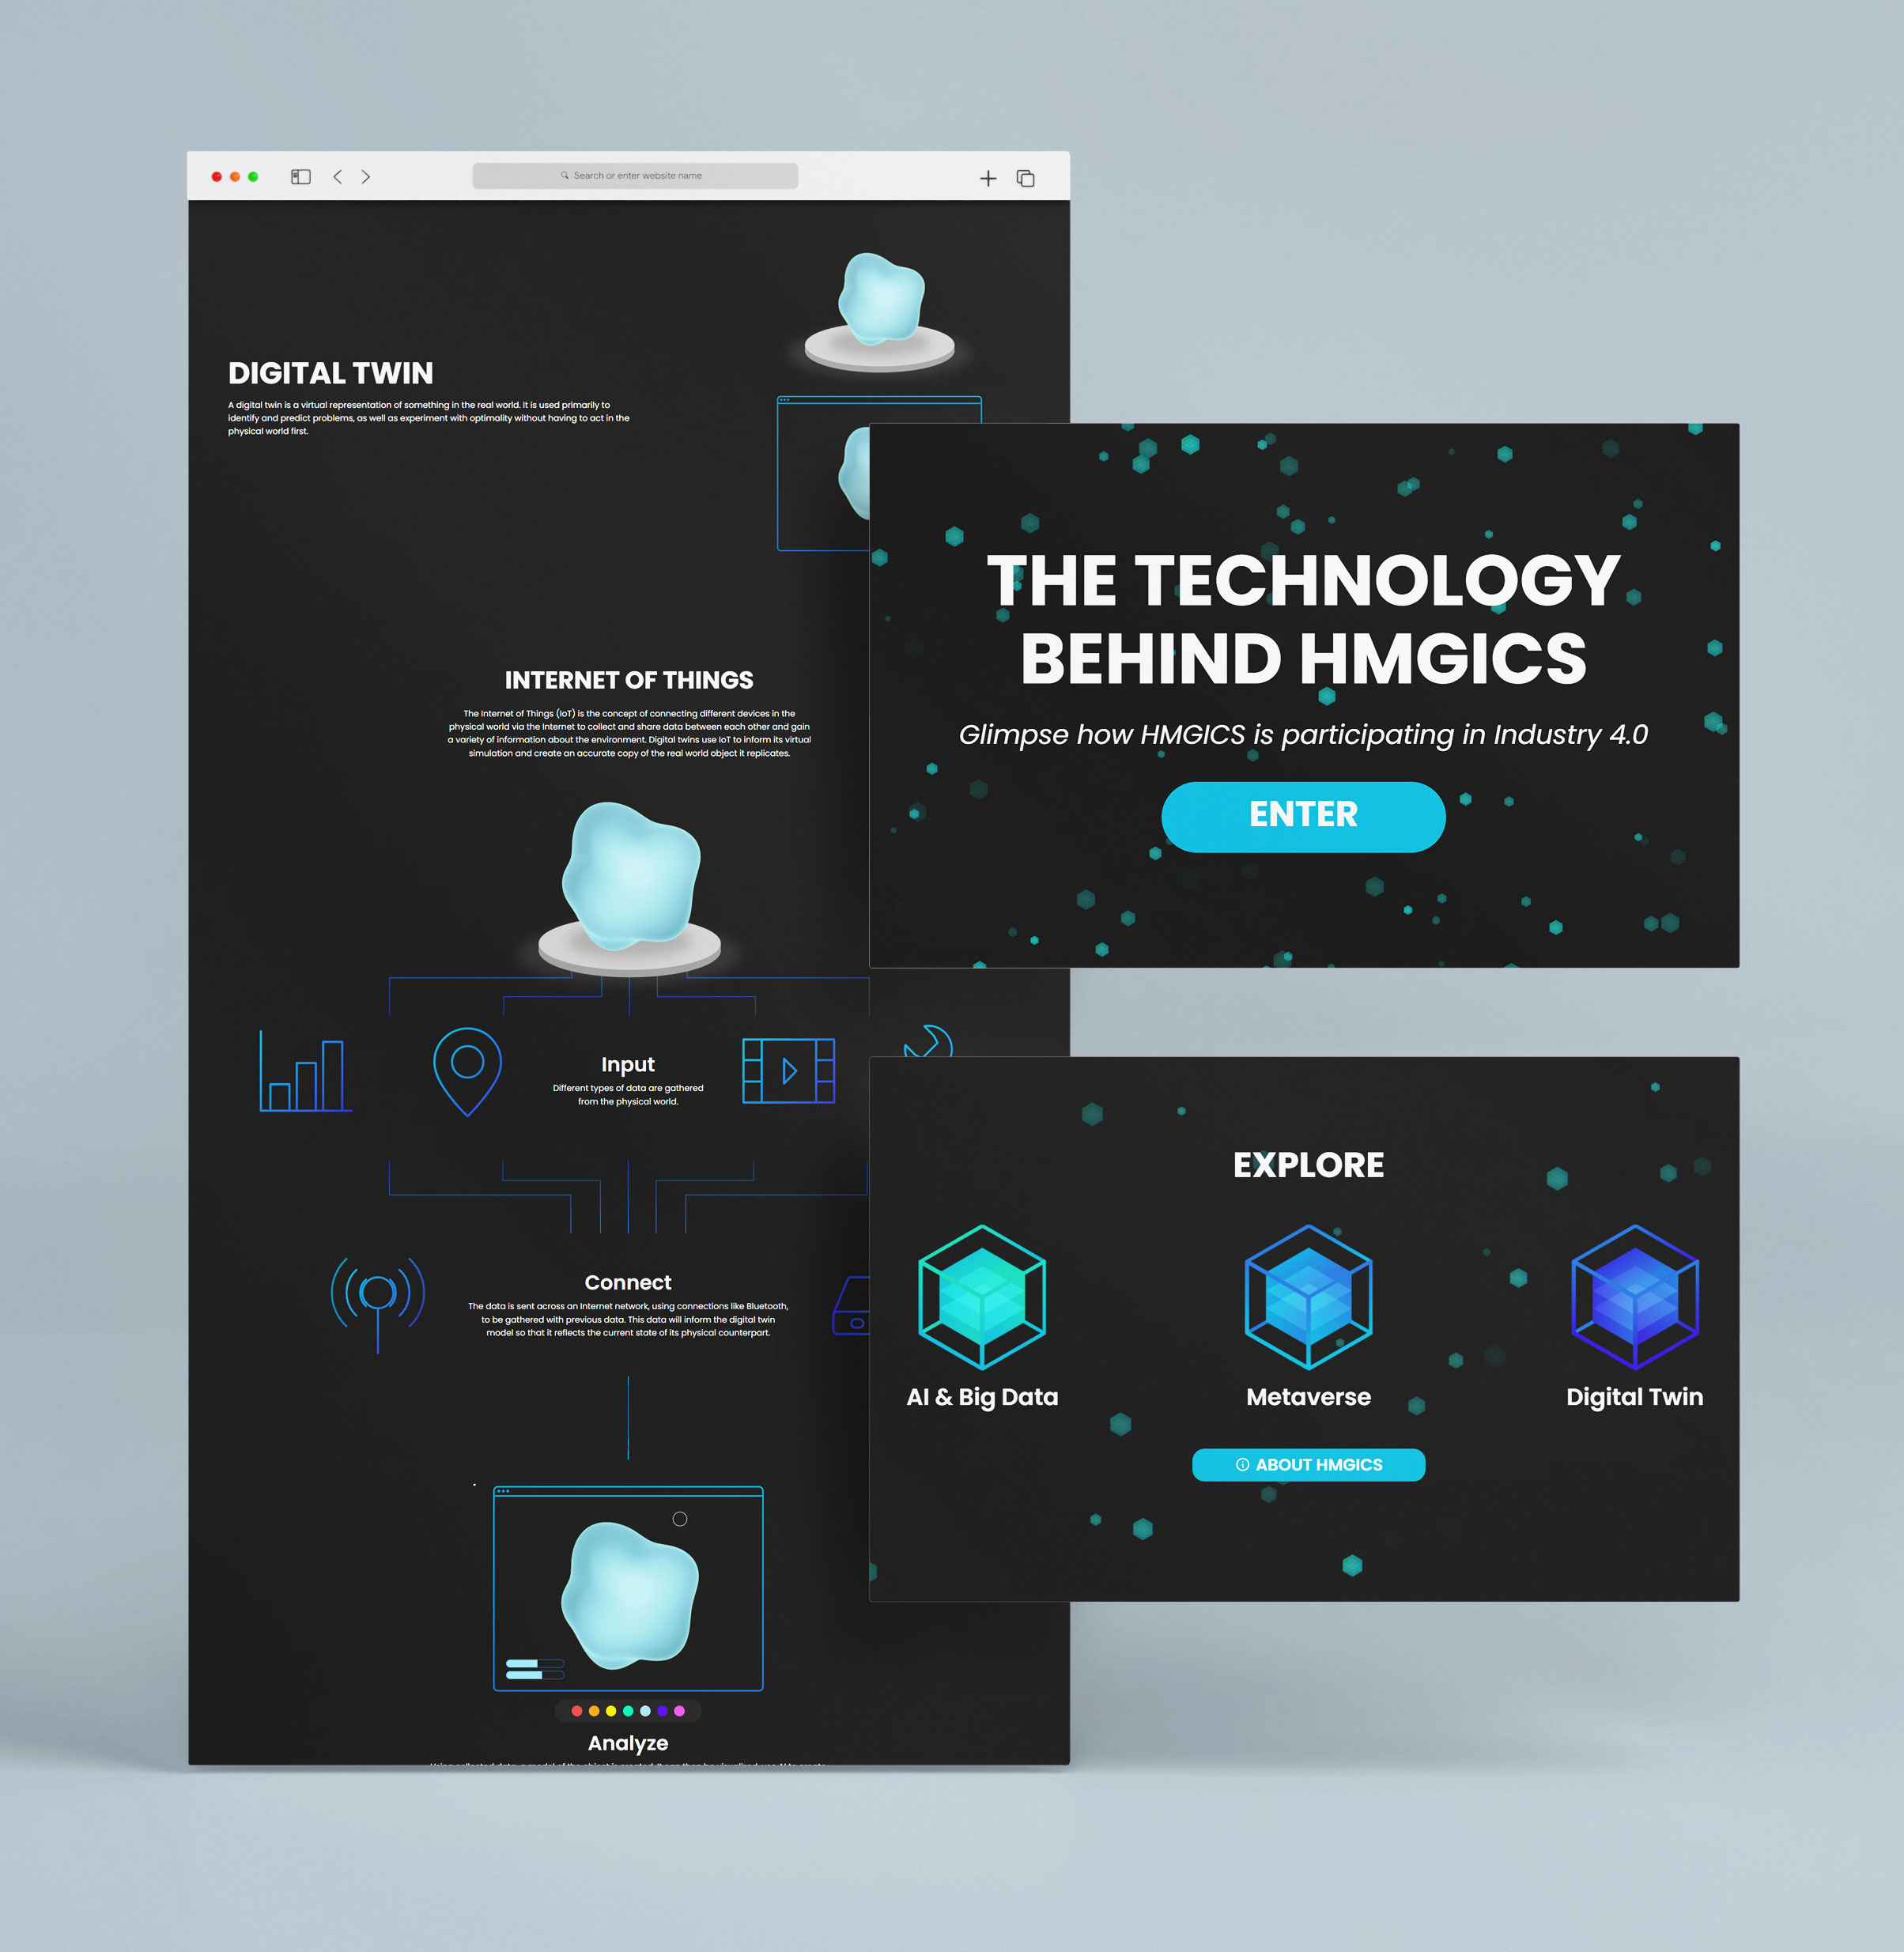 Search or enter website name
DIGITAL TWIN
A digital twin is a virtual representation of something in the real world. It is used primarily to
identify and predict problems, as well as experiment with optimality without having to act in the
physical world first.
INTERNET OF THINGS
The Internet of Things (IoT) is the concept of connecting different devices in the
physical world via the Internet to collect and share data between each other and gain
a variety of information about the environment. Digital twins use IoT to inform its virtual
simulation and create an accurate copy of the real world object it replicates.
Input
Different types of data are gathered
from the physical world.
Connect
The data is sent across an Internet network, using connections like Bluetooth,
to be gathered with previous data. This data will inform the digital twin
model so that it reflects the current state of its physical counterpart.
Analyze
THE TECHNOLOGY
BEHIND HMGICS
Glimpse how HMGICS is participating in Industry 4.0
ENTER
EXPLORE
AI & Big Data
Metaverse
Digital Twin
ABOUT HMGICS